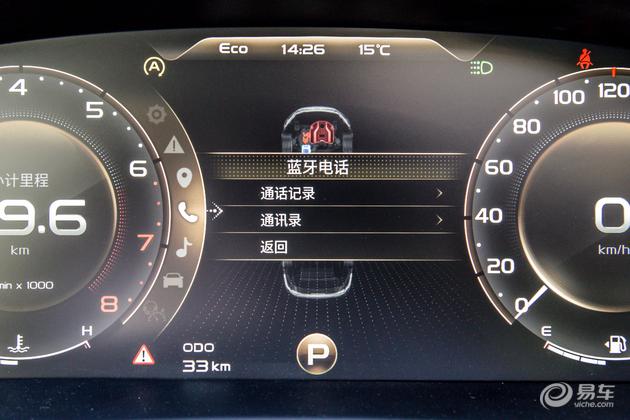 Eco 14:26 15℃
A
4
5
6
7
8
计里程
9.6
km
min x 1000
H
蓝牙电话
通话记录
通讯录
返回
ODO
33 km
P
120
100
80
60
40
20
0
0
km/h
E
易车
yiche.com